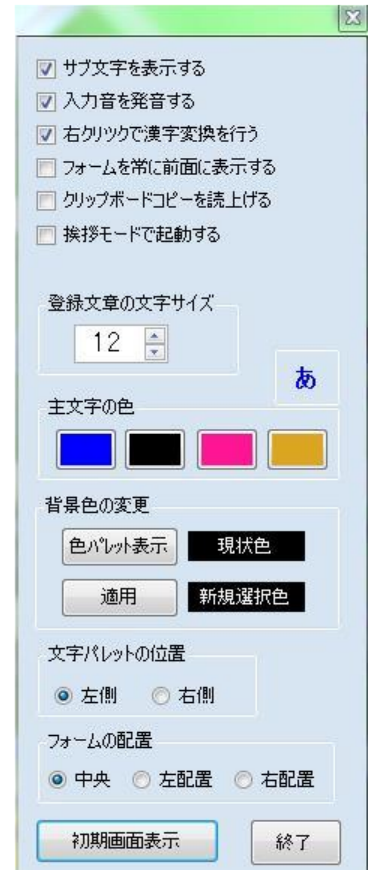 サブ文字を表示する
入力音を発音する
右クリックで漢字変換を行う
フォームを常に前面に表示する
クリップボードコピーを読上げる
挨拶モードで起動する
登録文章の文字サイズ
12
あ
主文字の色
背景色の変更
色パレット表示 現状色
適用 新規選択色
文字パレットの位置
左側 右側
フォームの配置
中央 左配置 右配置
初期画面表示 終了